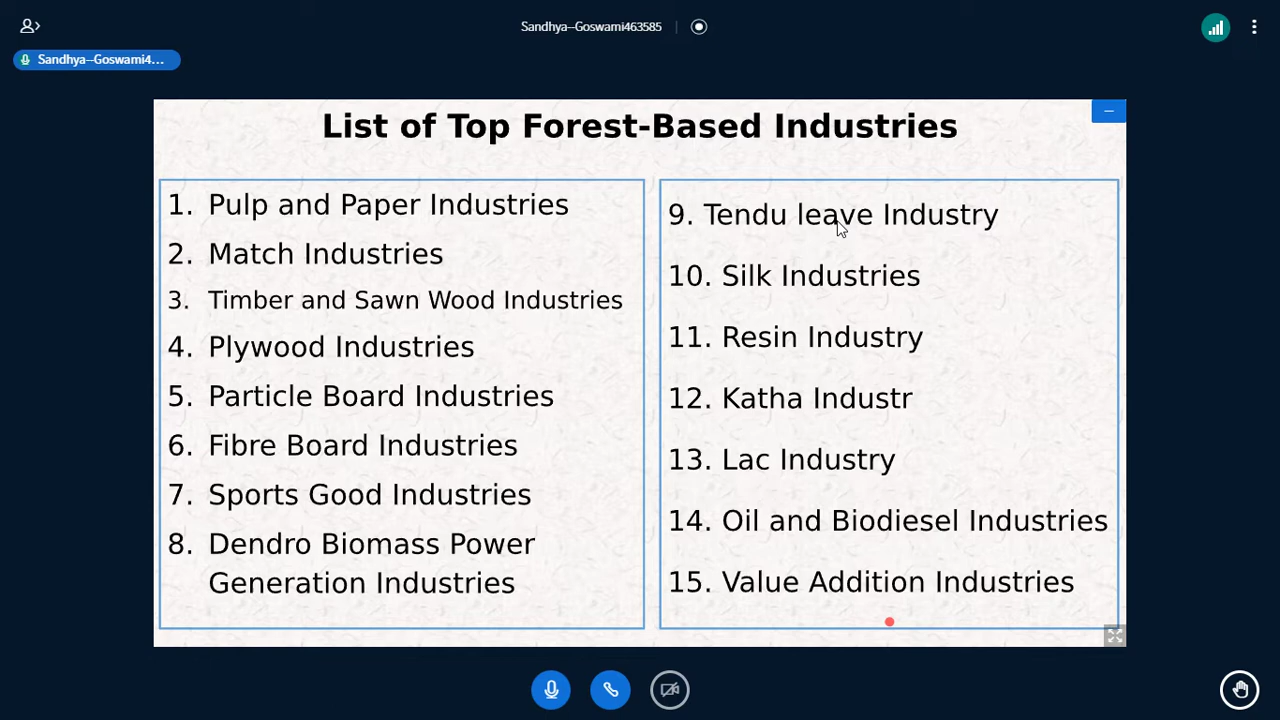 Sandhya--Goswami463585
Sandhya--Goswami4...
List of Top Forest-Based Industries
1. Pulp and Paper Industries
2. Match Industries
3. Timber and Sawn Wood Industries
4. Plywood Industries
5. Particle Board Industries
6. Fibre Board Industries
7. Sports Good Industries
8. Dendro Biomass Power
Generation Industries
9. Tendu leave Industry
10. Silk Industries
11. Resin Industry
12. Katha Industr
13. Lac Industry
14. Oil and Biodiesel Industries
15. Value Addition Industries